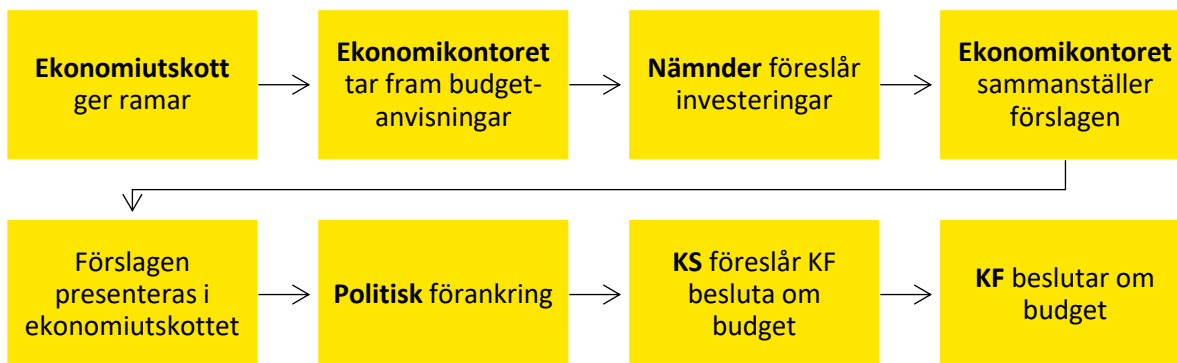 Ekonomiutskott
ger ramar
Ekonomikontoret
tar fram budget-
anvisningar
Nämnder föreslår
investeringar
Ekonomikontoret
sammanställer
förslagen
Förslagen
presenteras i
ekonomiutskottet
Politisk förankring
KS föreslår KF
besluta om
budget
KF beslutar om
budget